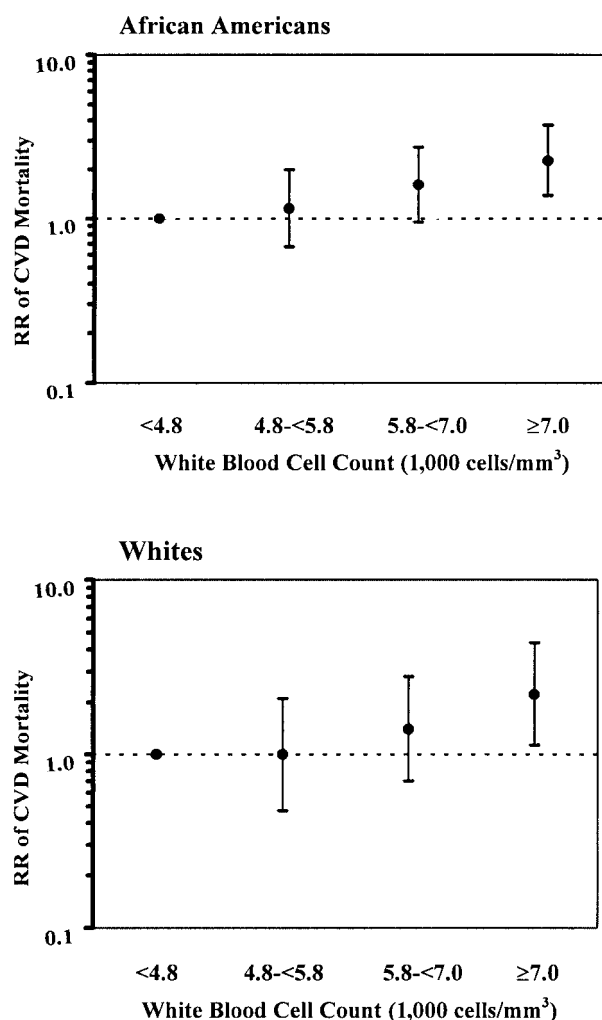 African Americans
10.0
1.0
0.1
RR of CVD Mortality
<4.8 4.8-<5.8 5.8-<7.0 ≥7.0
White Blood Cell Count (1,000 cells/mm³)
Whites
10.0
1.0
0.1
RR of CVD Mortality
<4.8 4.8-<5.8 5.8-<7.0 ≥7.0
White Blood Cell Count (1,000 cells/mm³)